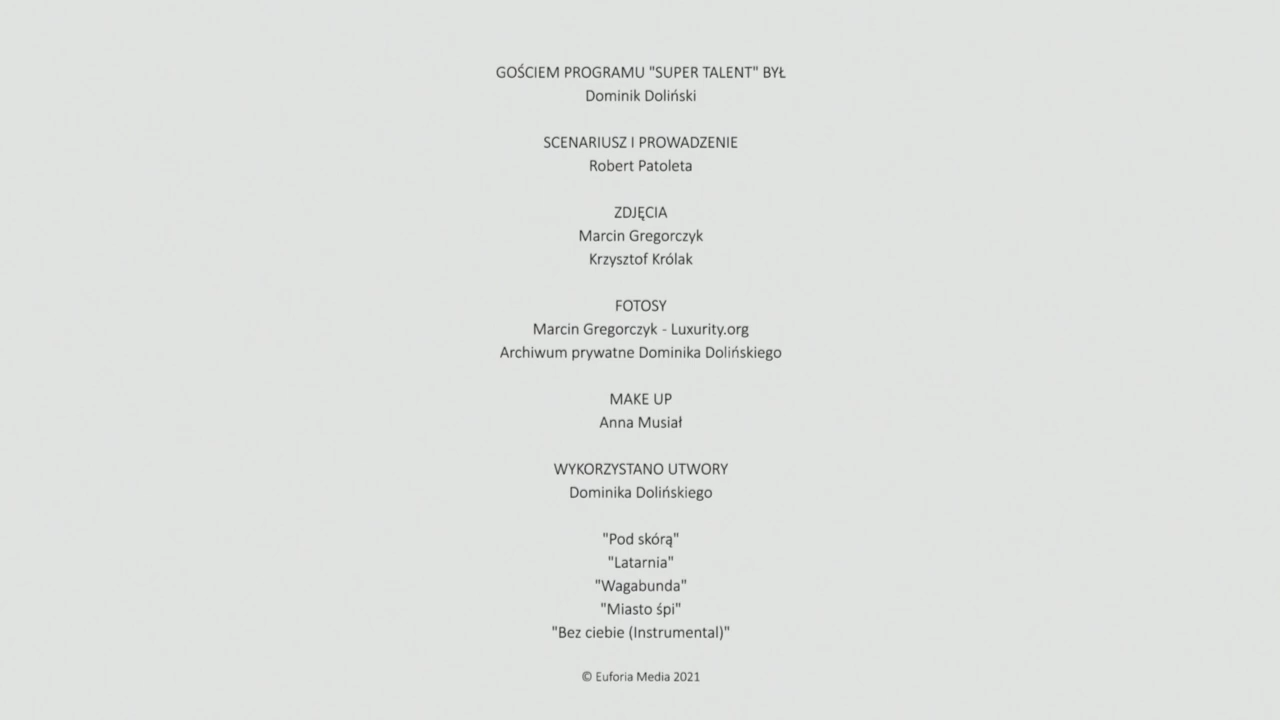 GOŚCIEM PROGRAMU "SUPER TALENT" BYŁ
Dominik Doliński
SCENARIUSZ I PROWADZENIE
Robert Patoleta
ZDJĘCIA
Marcin Gregorczyk
Krzysztof Królak
FOTOSY
Marcin Gregorczyk - Luxurity.org
Archiwum prywatne Dominika Dolińskiego
MAKE UP
Anna Musiał
WYKORZYSTANO UTWORY
Dominika Dolińskiego
"Pod skórą"
"Latarnia"
"Wagabunda"
"Miasto śpi"
"Bez ciebie (Instrumental)"
© Euforia Media 2021